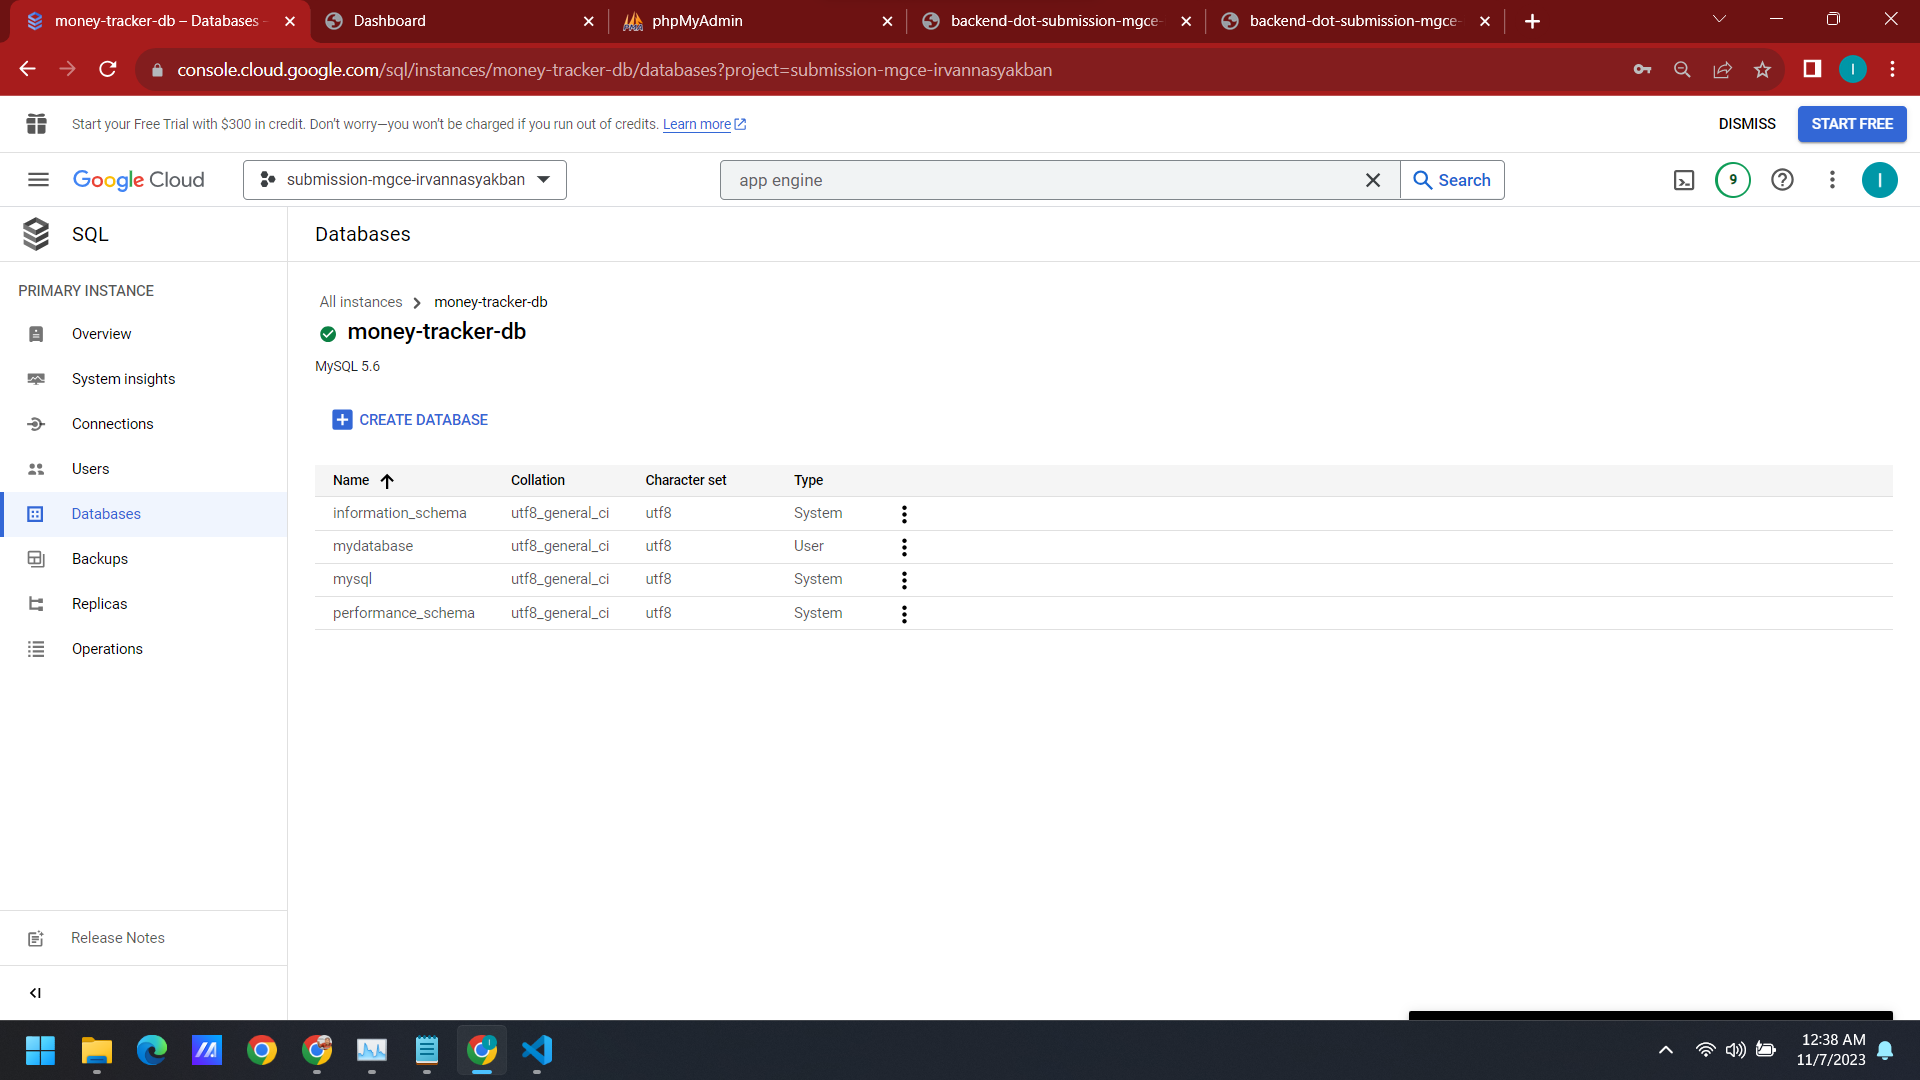 money-tracker-db – Databases -
Dashboard
phpMyAdmin
backend-dot-submission-mgce-
backend-dot-submission-mgce-
console.cloud.google.com/sql/instances/money-tracker-db/databases?project=submission-mgce-irvannasyakban
I
Start your Free Trial with $300 in credit. Don’t worry—you won’t be charged if you run out of credits. Learn more
DISMISS
START FREE
Google Cloud
submission-mgce-irvannasyakban
app engine
Search
9
I
SQL
Databases
PRIMARY INSTANCE
Overview
System insights
Connections
Users
Databases
Backups
Replicas
Operations
Release Notes
All instances
money-tracker-db
money-tracker-db
MySQL 5.6
CREATE DATABASE
Name Collation Character set Type
information_schema utf8_general_ci utf8 System
mydatabase utf8_general_ci utf8 User
mysql utf8_general_ci utf8 System
performance_schema utf8_general_ci utf8 System
12:38 AM
11/7/2023